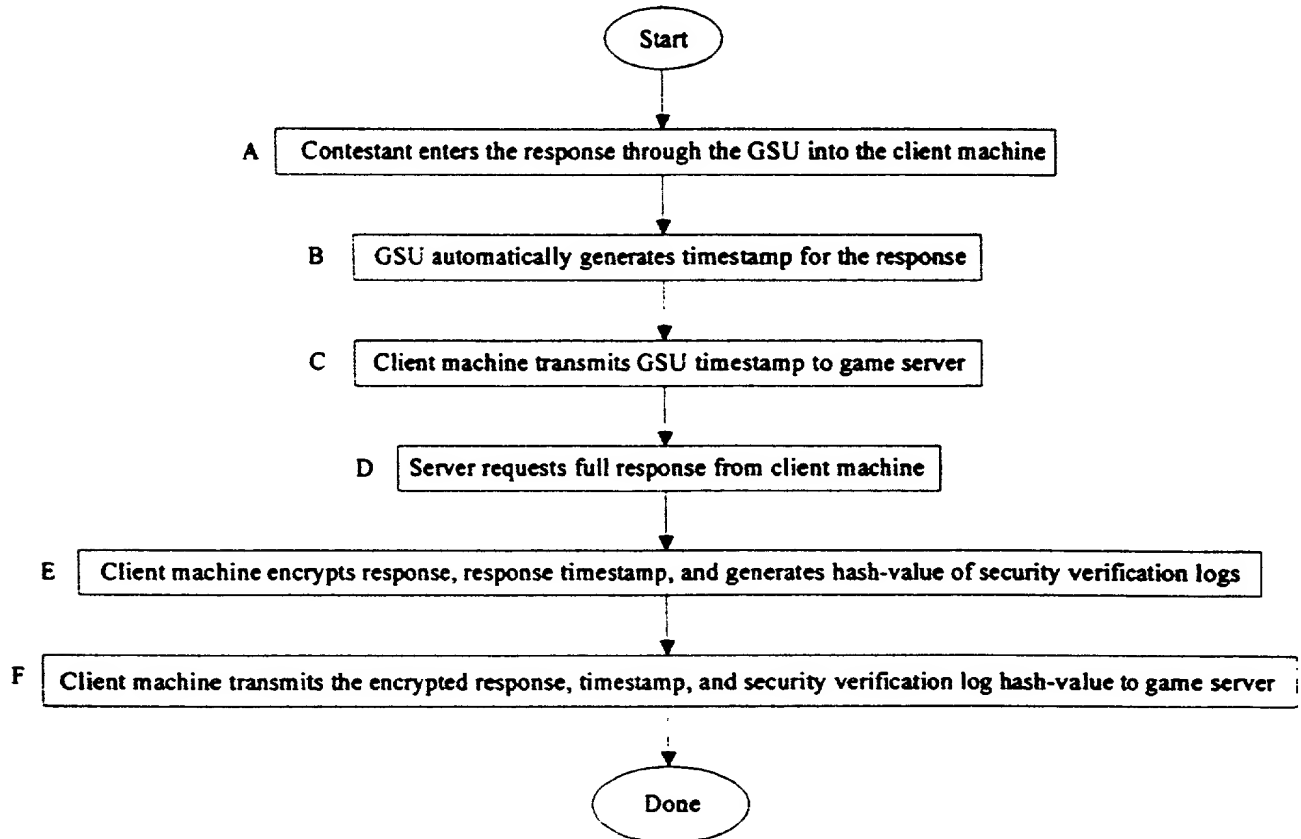 Start
A Contestant enters the response through the GSU into the client machine
B GSU automatically generates timestamp for the response
C Client machine transmits GSU timestamp to game server
D Server requests full response from client machine
E Client machine encrypts response, response timestamp, and generates hash-value of security verification logs
F Client machine transmits the encrypted response, timestamp, and security verification log hash-value to game server
Done